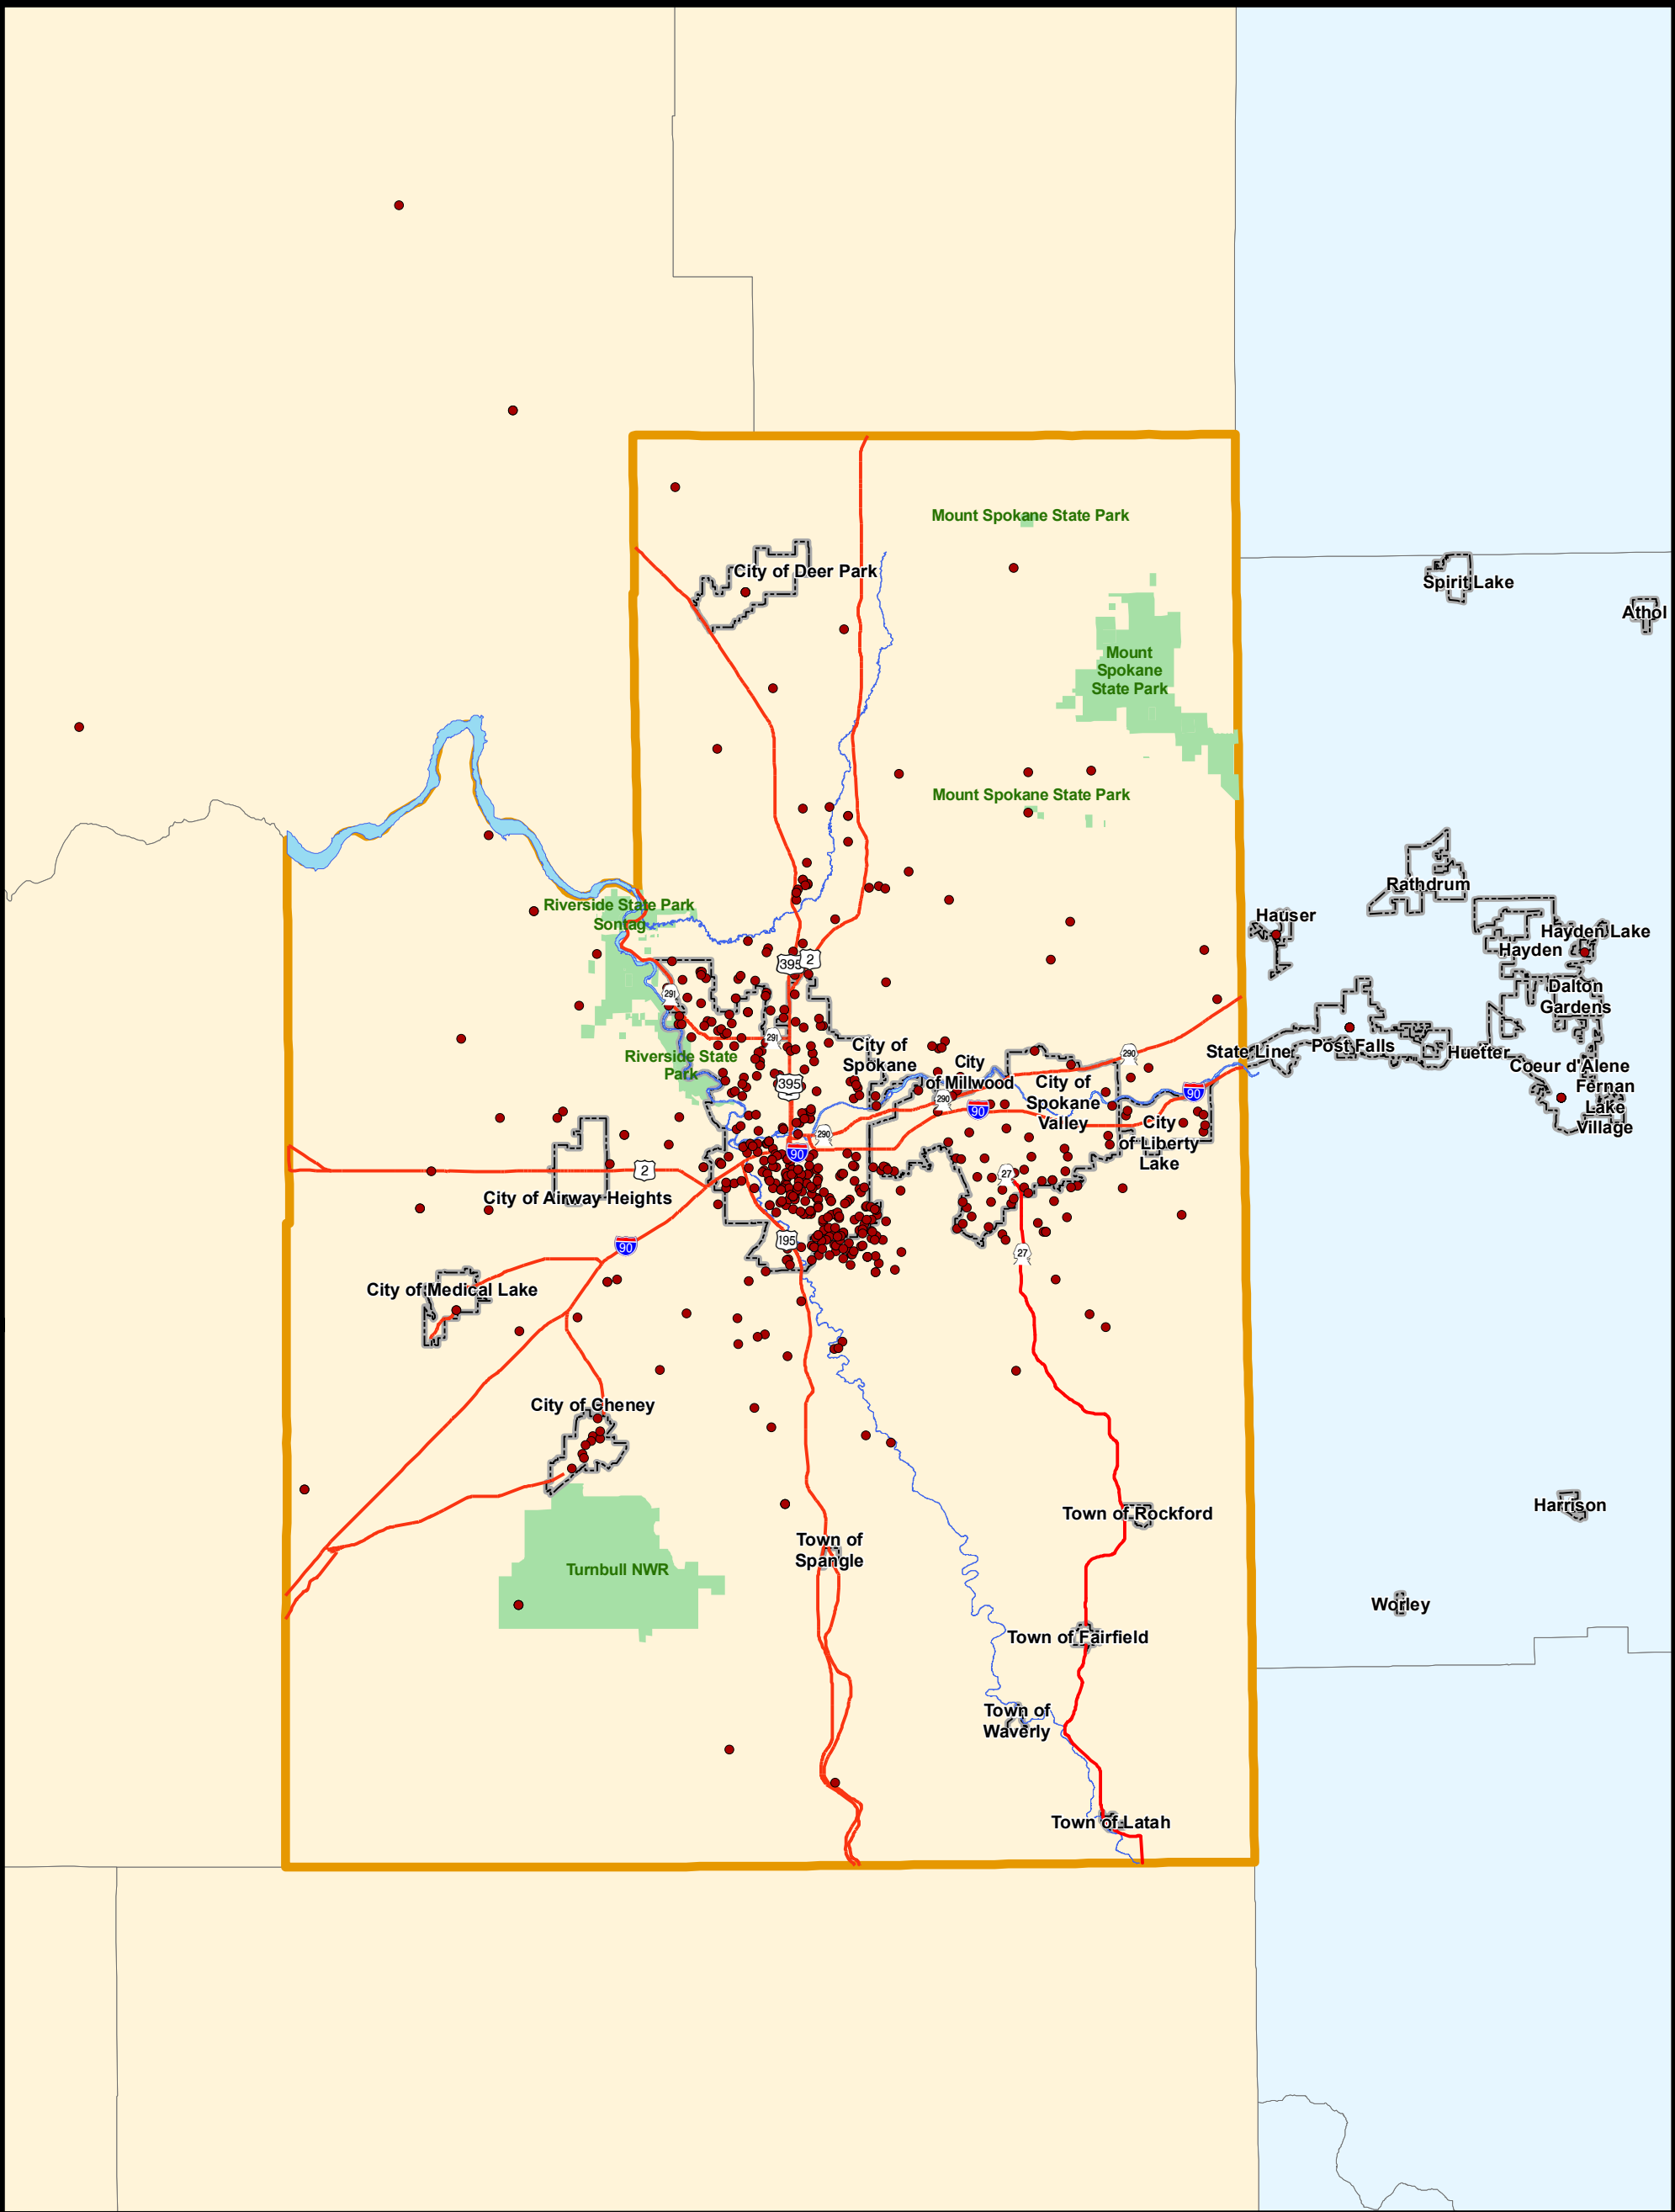 Mount Spokane State Park
City of Deer Park
Spirit Lake
Athol
Mount
Spokane
State Park
Mount Spokane State Park
Rathdrum
Riverside State Park
Sontag
Hauser
Hayden Lake
Hayden
395
2
291
Dalton
Gardens
291
City of
Spokane
Riverside State
Park
City
of Millwood
290
State Line
Post Falls
Huetter
Coeur d'Alene
Fernan
Lake
Village
395
City of
Spokane
Valley
290
90
90
City
of Liberty
Lake
290
90
2
27
City of Airway Heights
195
90
27
City of Medical Lake
City of Cheney
Town of Rockford
Harrison
Town of
Spangle
Turnbull NWR
Worley
Town of Fairfield
Town of
Waverly
Town of Latah